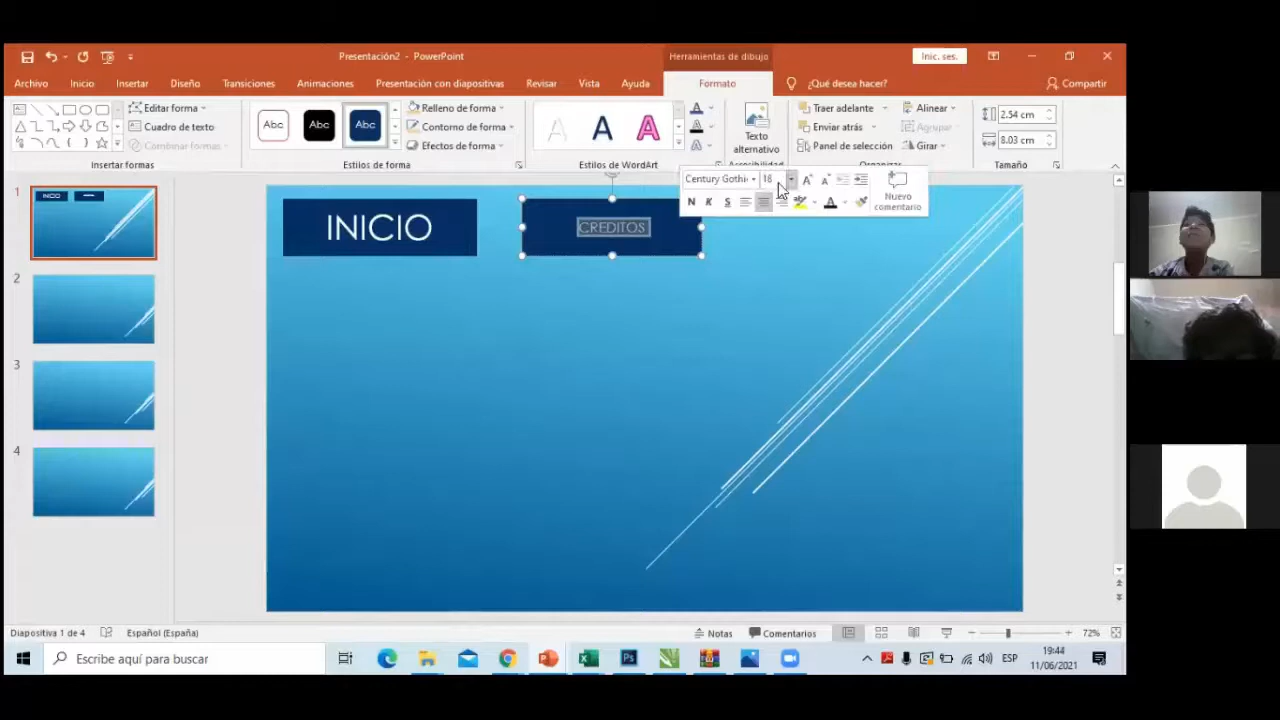 Presentación2 - PowerPoint
Herramientas de dibujo
Inic. ses.
Archivo Inicio Insertar Diseño Transiciones Animaciones Presentación con diapositivas Revisar Vista Ayuda Formato ¿Qué desea hacer? Compartir
Editar forma
Cuadro de texto
Combinar formas
Insertar formas
Abc Abc Abc
Relleno de forma
Contorno de forma
Efectos de forma
Estilos de forma
A A A
Estilos de WordArt
Texto
alternativo
Accesibilidad
Traer adelante
Enviar atrás
Panel de selección
Alinear
Agrupar
Girar
Organizar
2.54 cm
8.03 cm
Tamaño
Century Gothi 18
N K S
Nuevo
comentario
1
INICIO
2
3
4
INICIO
CREDITOS
Diapositiva 1 de 4 Español (España) Notas Comentarios 72%
Escribe aquí para buscar
ESP
19:44
11/06/2021